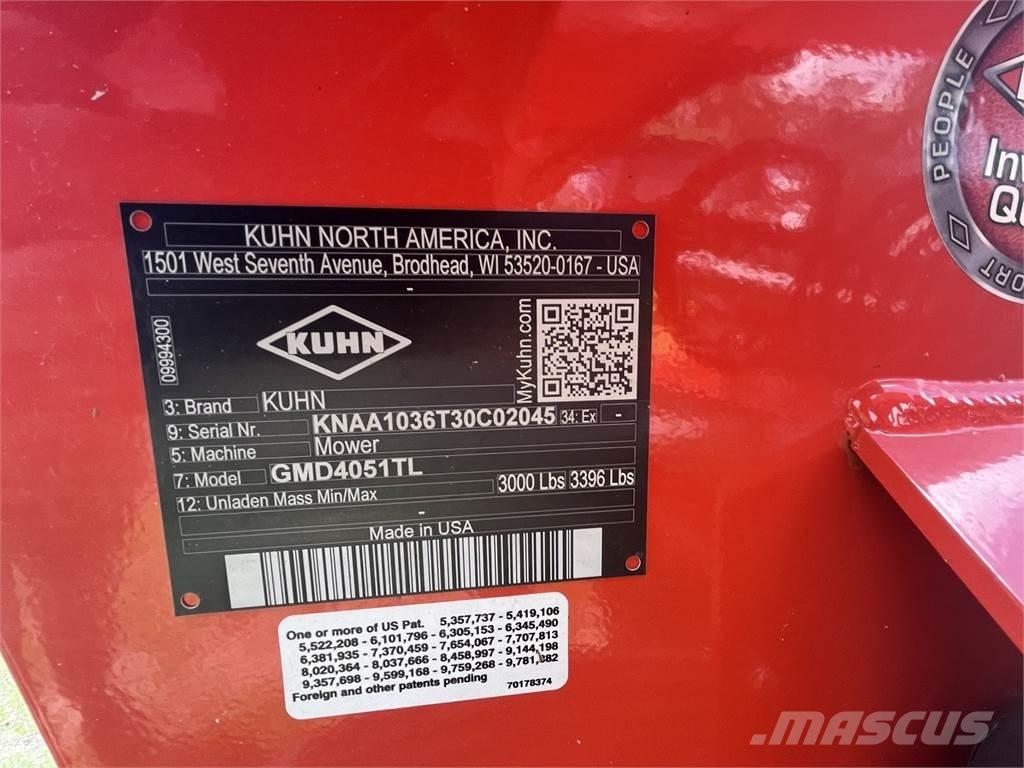 KUHN NORTH AMERICA, INC.
1501 West Seventh Avenue, Brodhead, WI 53520-0167 - USA
-
09994300
KUHN
MyKuhn.com
3: Brand KUHN
9: Serial Nr. KNAA1036T30C02045 34: Ex -
5: Machine Mower
7: Model GMD4051TL
12: Unladen Mass Min/Max 3000 Lbs 3396 Lbs
-
Made in USA
One or more of US Pat. 5,357,737 - 5,419,106
5,522,208 - 6,101,796 - 6,305,153 - 6,345,490
6,381,935 - 7,370,459 - 7,654,067 - 7,707,813
8,020,364 - 8,037,666 - 8,458,997 - 9,144,198
9,357,698 - 9,599,168 - 9,759,268
Foreign and other patents pending 70178374
PEOPLE
MASCUS